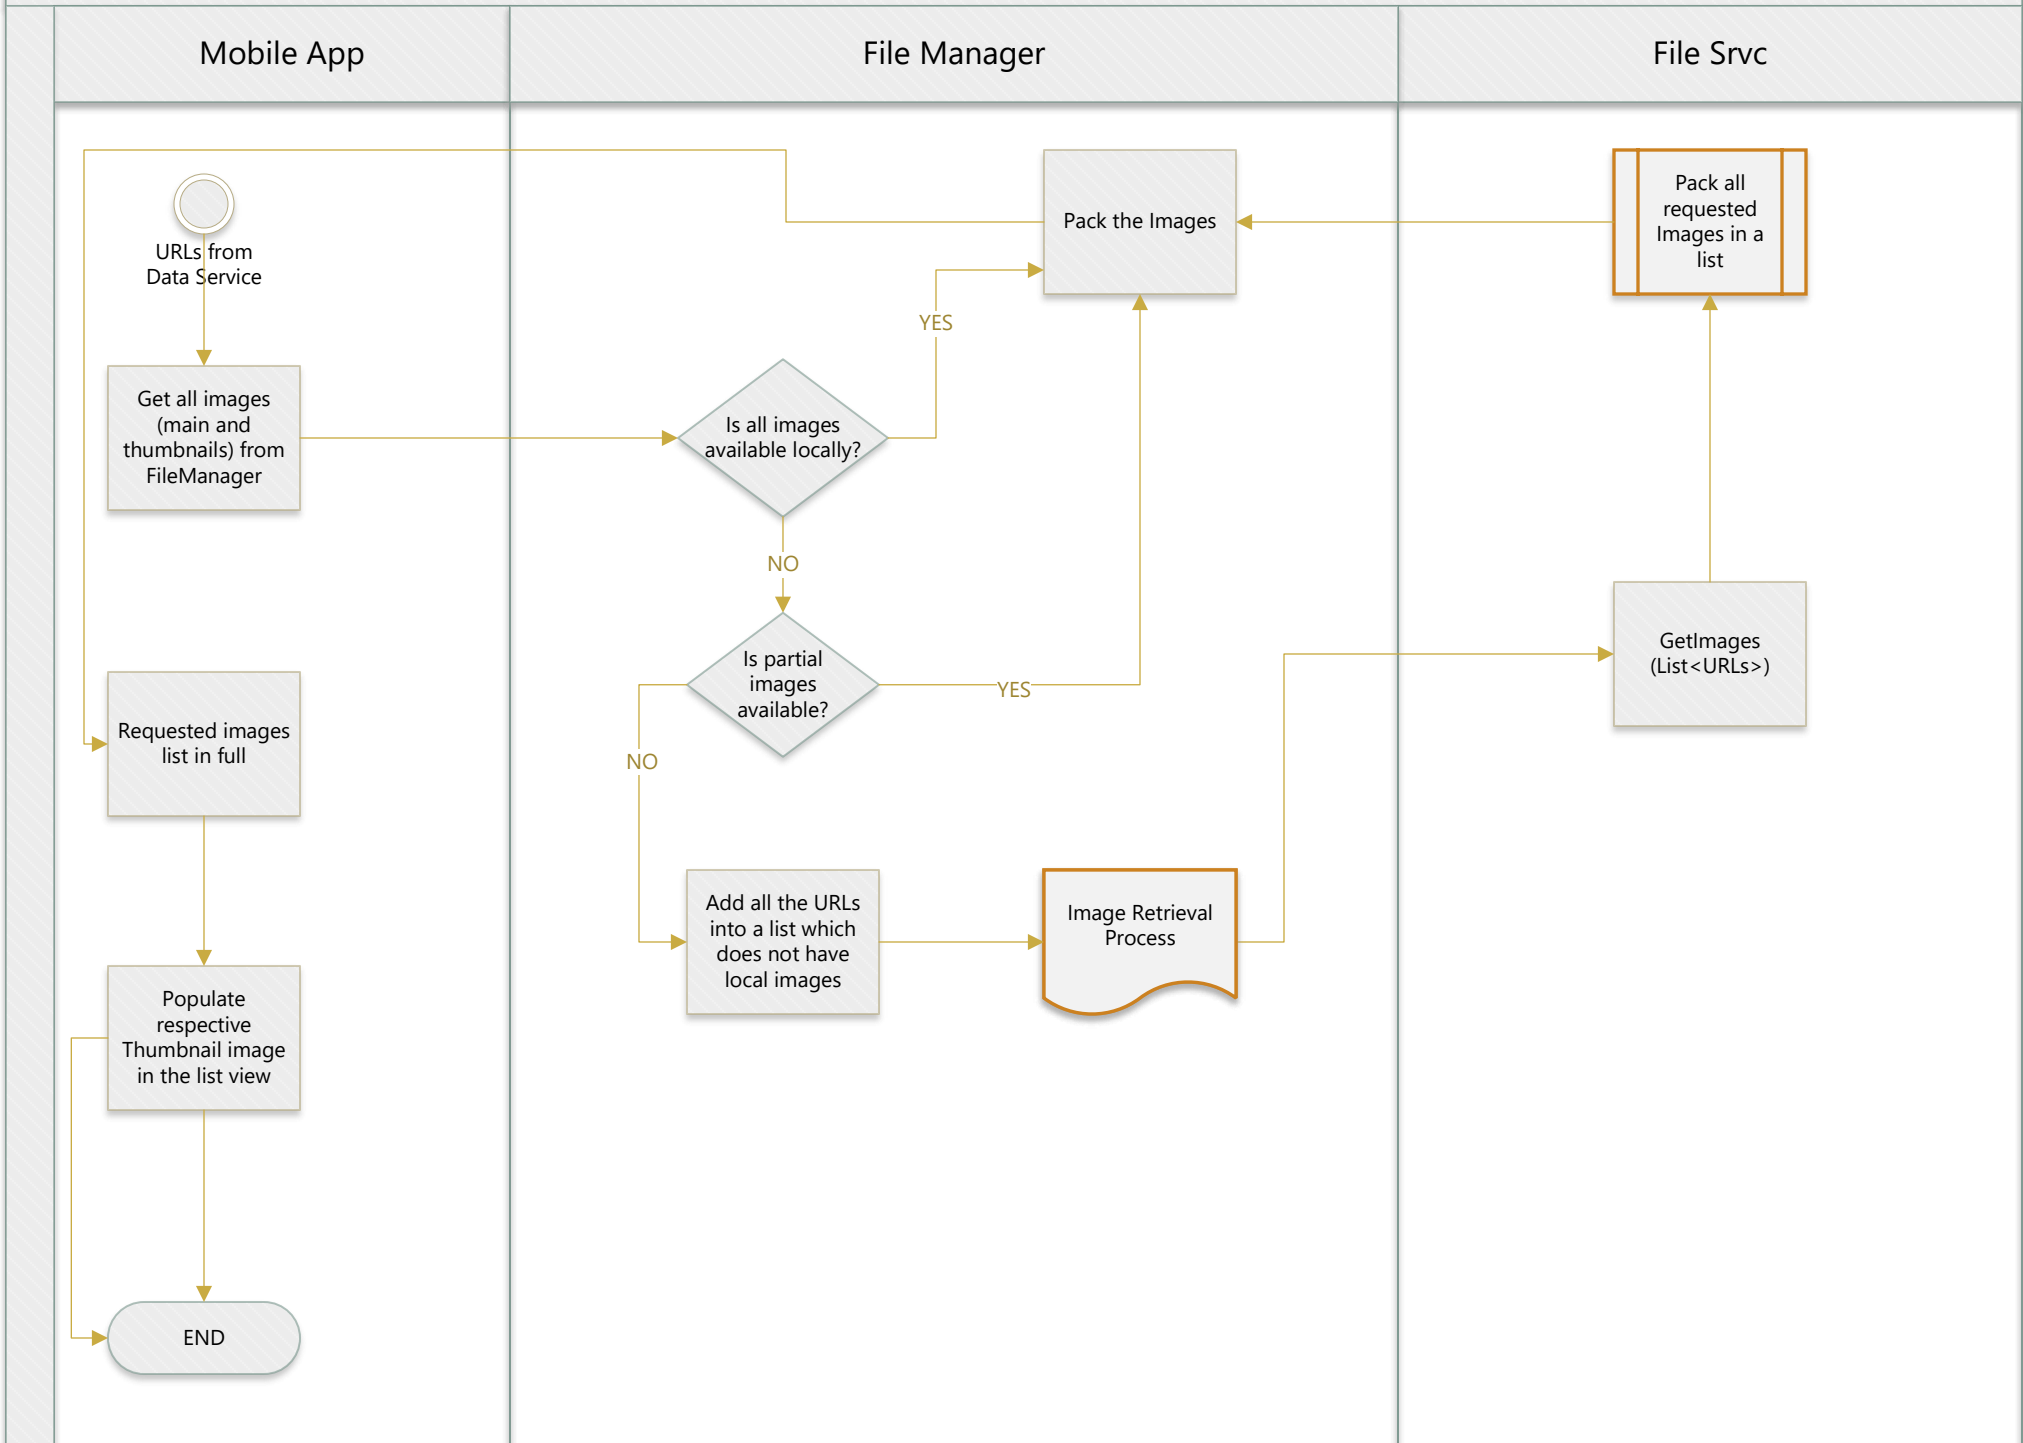 Mobile App
File Manager
File Srvc
URLs from
Data Service
Get all images
(main and
thumbnails) from
FileManager
Requested images
list in full
Populate
respective
Thumbnail image
in the list view
END
Pack the Images
YES
Is all images
available locally?
NO
Is partial
images
available?
YES
NO
Add all the URLs
into a list which
does not have
local images
Image Retrieval
Process
Pack all
requested
Images in a
list
GetImages
(List<URLs>)